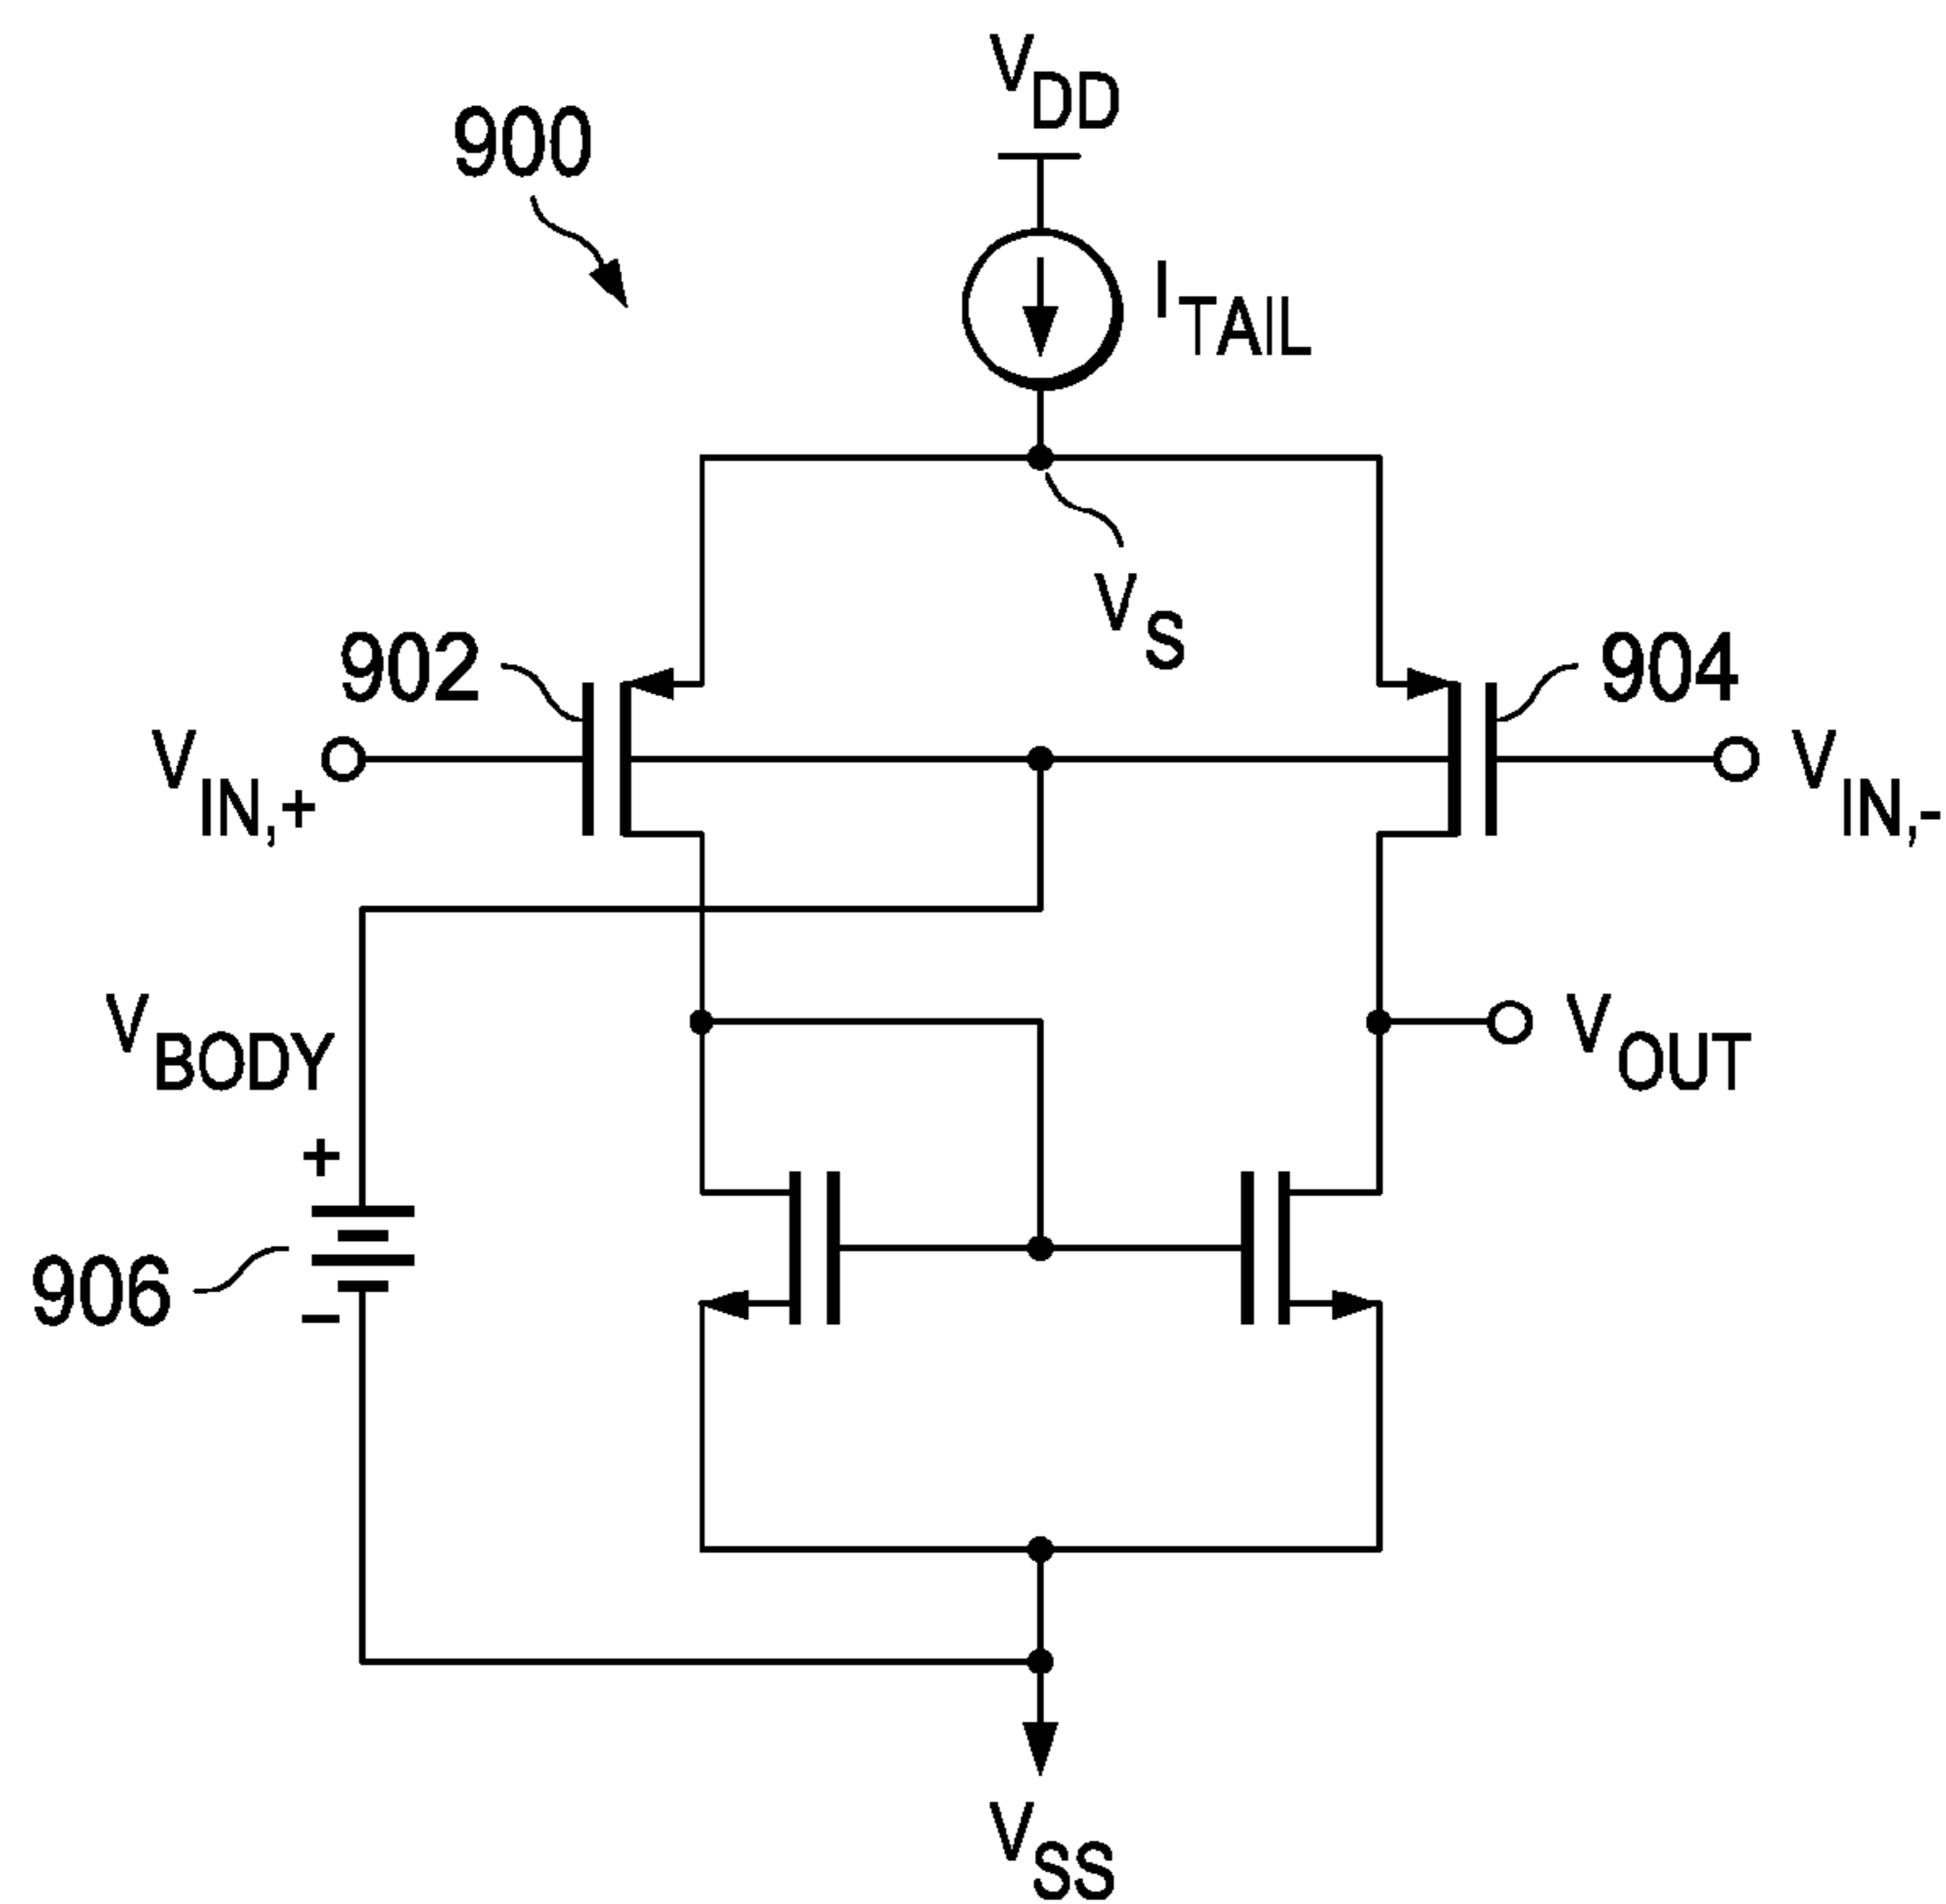 VDD
900
ITAIL
VS
902
904
VIN,+
VIN,-
VBODY
VOUT
+
906
−
VSS